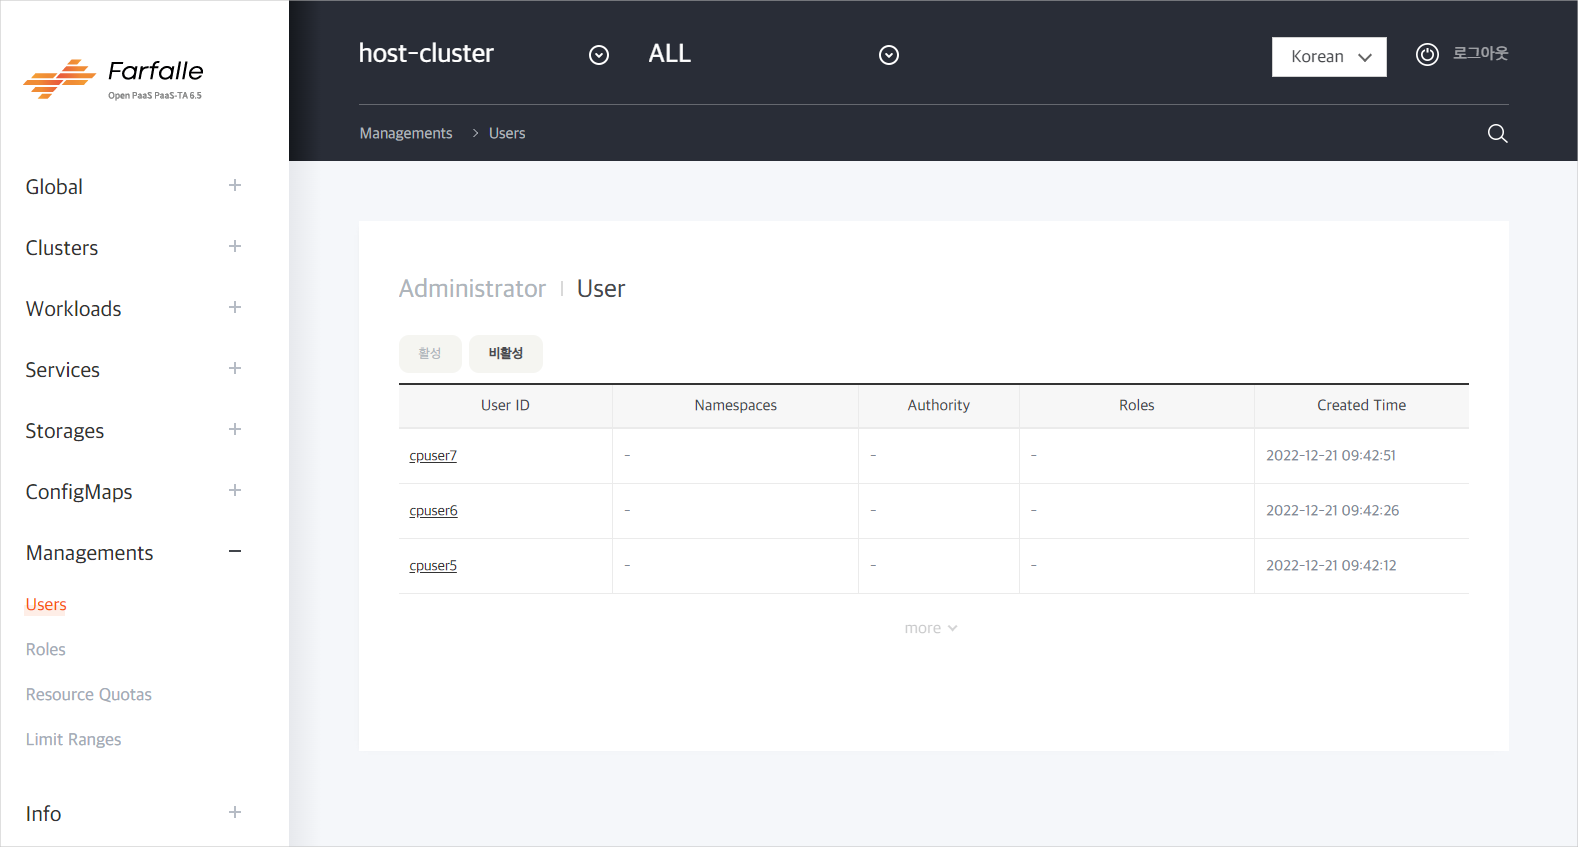 Farfalle
Open PaaS PaaS-TA 6.5
Global
Clusters
Workloads
Services
Storages
ConfigMaps
Managements
Users
Roles
Resource Quotas
Limit Ranges
Info
host-cluster ALL Korean 로그아웃
Managements > Users
Administrator | User
활성 비활성
User ID Namespaces Authority Roles Created Time
cpuser7 - - - 2022-12-21 09:42:51
cpuser6 - - - 2022-12-21 09:42:26
cpuser5 - - - 2022-12-21 09:42:12
more